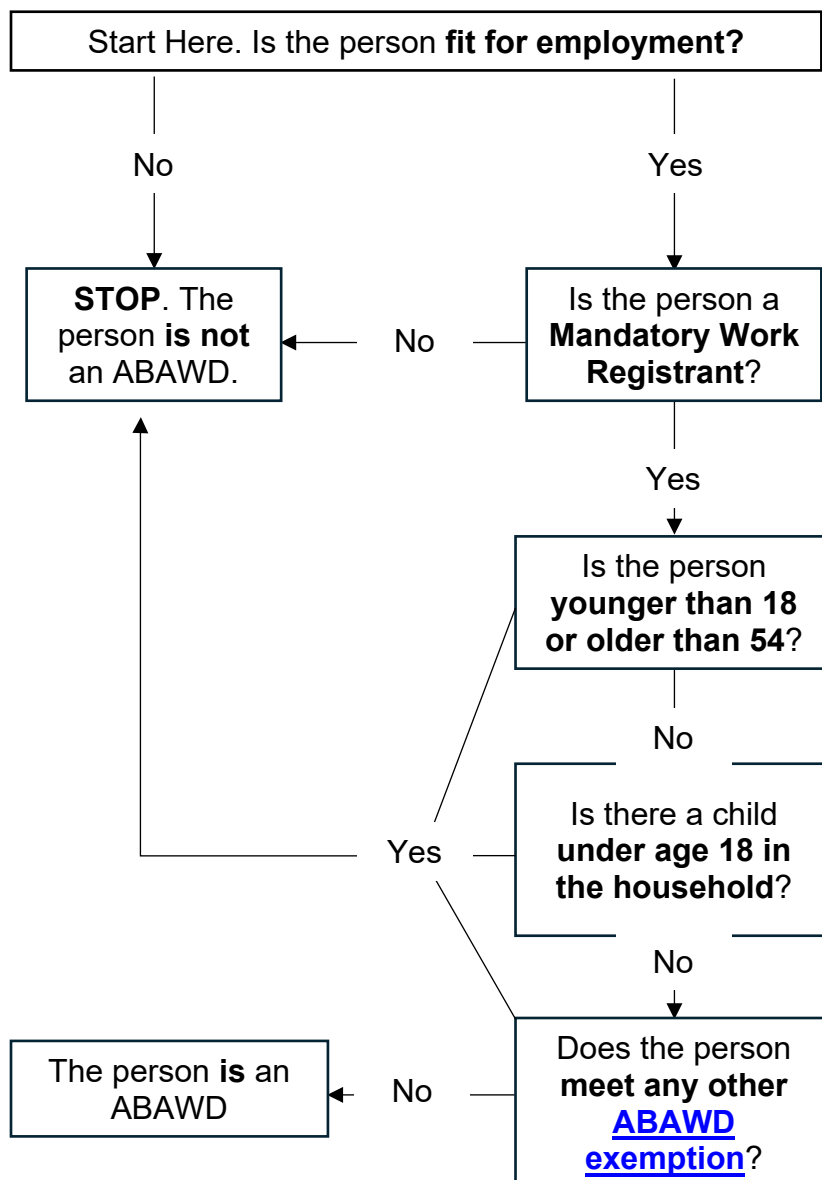 Start Here. Is the person fit for employment?
No
Yes
STOP. The
person is not
an ABAWD.
No
Is the person a
Mandatory Work
Registrant?
Yes
Is the person
younger than 18
or older than 54?
No
Is there a child
under age 18 in
the household?
Yes
No
Does the person
meet any other
ABAWD
exemption?
No
The person is an
ABAWD